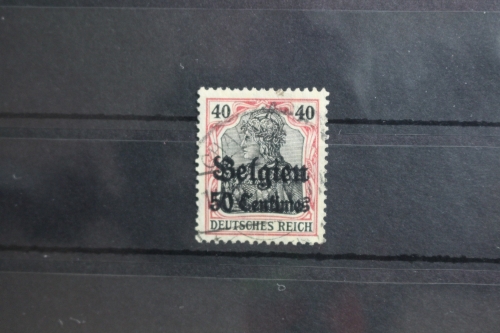 40 40
Belgien
50 Centimes
DEUTSCHES REICH